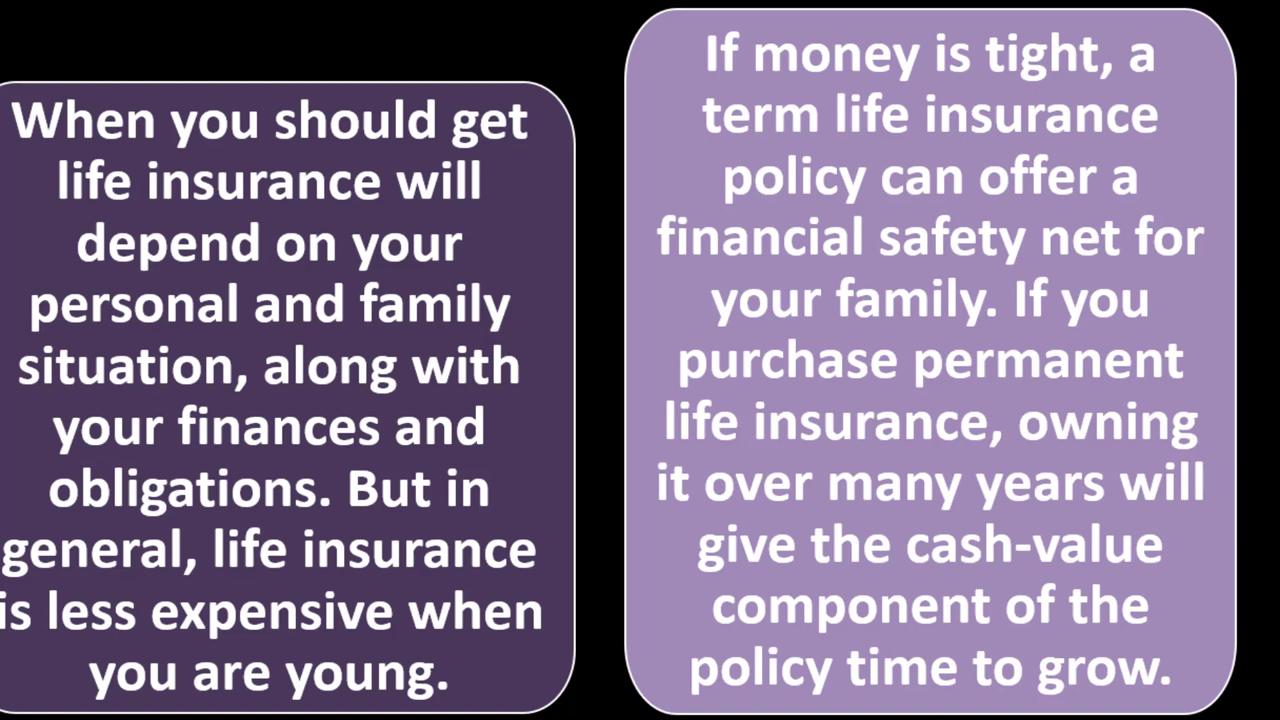 When you should get
life insurance will
depend on your
personal and family
situation, along with
your finances and
obligations. But in
general, life insurance
is less expensive when
you are young.
If money is tight, a
term life insurance
policy can offer a
financial safety net for
your family. If you
purchase permanent
life insurance, owning
it over many years will
give the cash-value
component of the
policy time to grow.